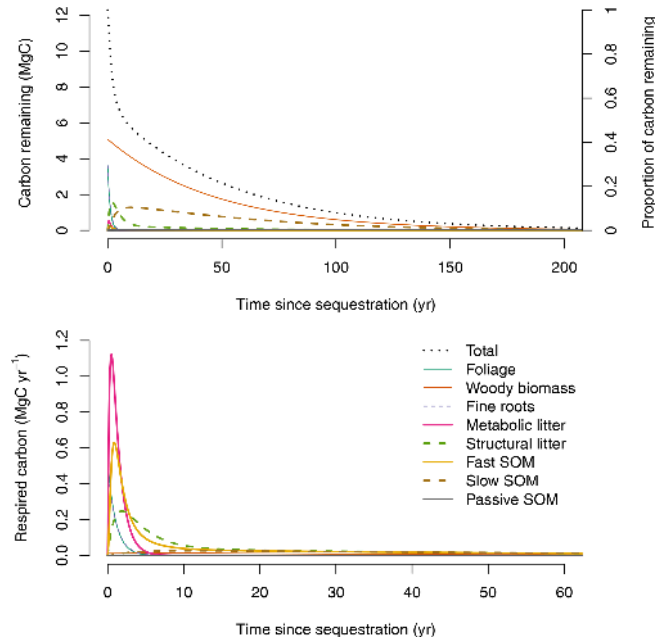 Carbon remaining (MgC)
12
10
8
6
4
2
0
Proportion of carbon remaining
1
0.8
0.6
0.4
0.2
0
0 50 100 150 200
Time since sequestration (yr)
Respired carbon (MgC yr⁻¹)
1.2
1.0
0.8
0.6
0.4
0.2
0.0
Total
Foliage
Woody biomass
Fine roots
Metabolic litter
Structural litter
Fast SOM
Slow SOM
Passive SOM
0 10 20 30 40 50 60
Time since sequestration (yr)